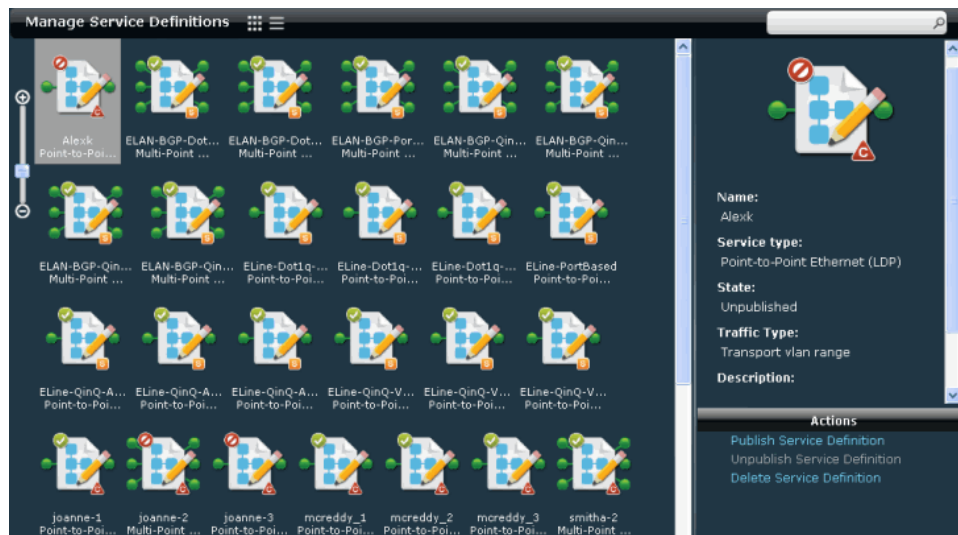 Manage Service Definitions
Alexk
Point-to-Poi...
ELAN-BGP-Dot...
Multi-Point ...
ELAN-BGP-Dot...
Multi-Point ...
ELAN-BGP-Por...
Multi-Point ...
ELAN-BGP-Qin...
Multi-Point ...
ELAN-BGP-Qin...
Multi-Point ...
ELAN-BGP-Qin...
Multi-Point ...
ELAN-BGP-Qin...
Multi-Point ...
ELine-Dot1q-...
Point-to-Poi...
ELine-Dot1q-...
Point-to-Poi...
ELine-Dot1q-...
Point-to-Poi...
ELine-PortBased
Point-to-Poi...
ELine-QinQ-A...
Point-to-Poi...
ELine-QinQ-A...
Point-to-Poi...
ELine-QinQ-A...
Point-to-Poi...
ELine-QinQ-V...
Point-to-Poi...
ELine-QinQ-V...
Point-to-Poi...
ELine-QinQ-V...
Point-to-Poi...
joanne-1
Point-to-Poi...
joanne-2
Multi-Point ...
joanne-3
Point-to-Poi...
mcreddy_1
Point-to-Poi...
mcreddy_2
Point-to-Poi...
mcreddy_3
Point-to-Poi...
smitha-2
Multi-Point ...
C
Name:
Alexk
Service type:
Point-to-Point Ethernet (LDP)
State:
Unpublished
Traffic Type:
Transport vlan range
Description:
Actions
Publish Service Definition
Unpublish Service Definition
Delete Service Definition